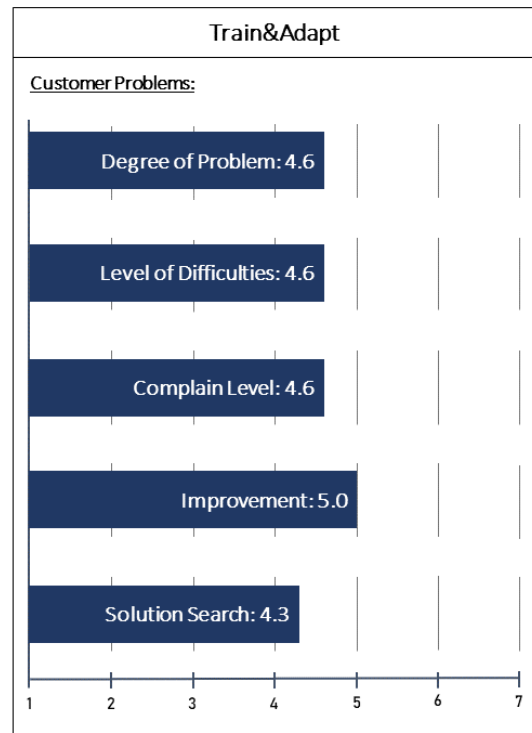 Train&Adapt
Customer Problems:
Degree of Problem: 4.6
Level of Difficulties: 4.6
Complain Level: 4.6
Improvement: 5.0
Solution Search: 4.3
1 2 3 4 5 6 7